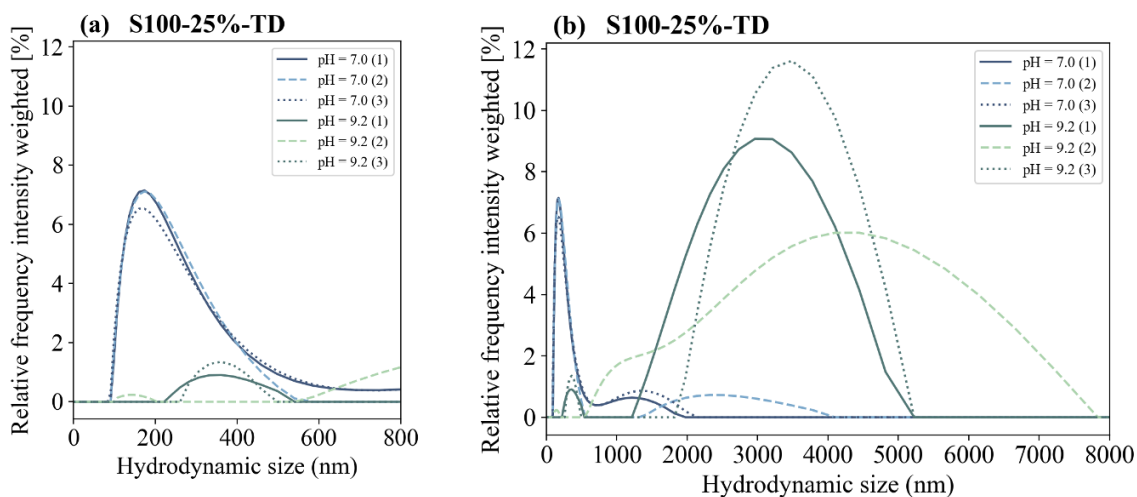 (a) S100-25%-TD
Relative frequency intensity weighted [%]
12
10
8
6
4
2
0
pH = 7.0 (1)
pH = 7.0 (2)
pH = 7.0 (3)
pH = 9.2 (1)
pH = 9.2 (2)
pH = 9.2 (3)
0 200 400 600 800
Hydrodynamic size (nm)
(b) S100-25%-TD
Relative frequency intensity weighted [%]
12
10
8
6
4
2
0
pH = 7.0 (1)
pH = 7.0 (2)
pH = 7.0 (3)
pH = 9.2 (1)
pH = 9.2 (2)
pH = 9.2 (3)
0 1000 2000 3000 4000 5000 6000 7000 8000
Hydrodynamic size (nm)